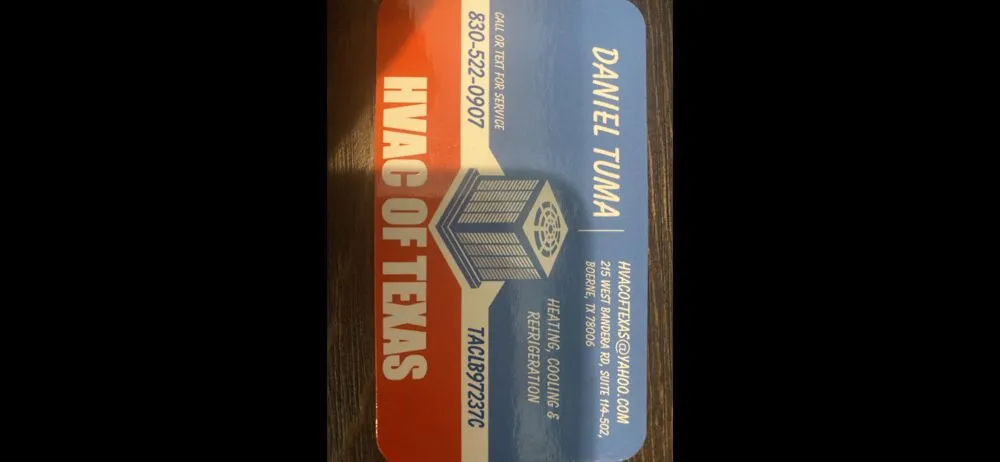 DANIEL TUMA
HVACOFTEXAS@YAHOO.COM
215 WEST BANDERA RD, SUITE 114-502,
BOERNE, TX 78006
CALL OR TEXT FOR SERVICE
830-522-0907
HEATING, COOLING &
REFRIGERATION
TACLB97237C
HVAC OF TEXAS